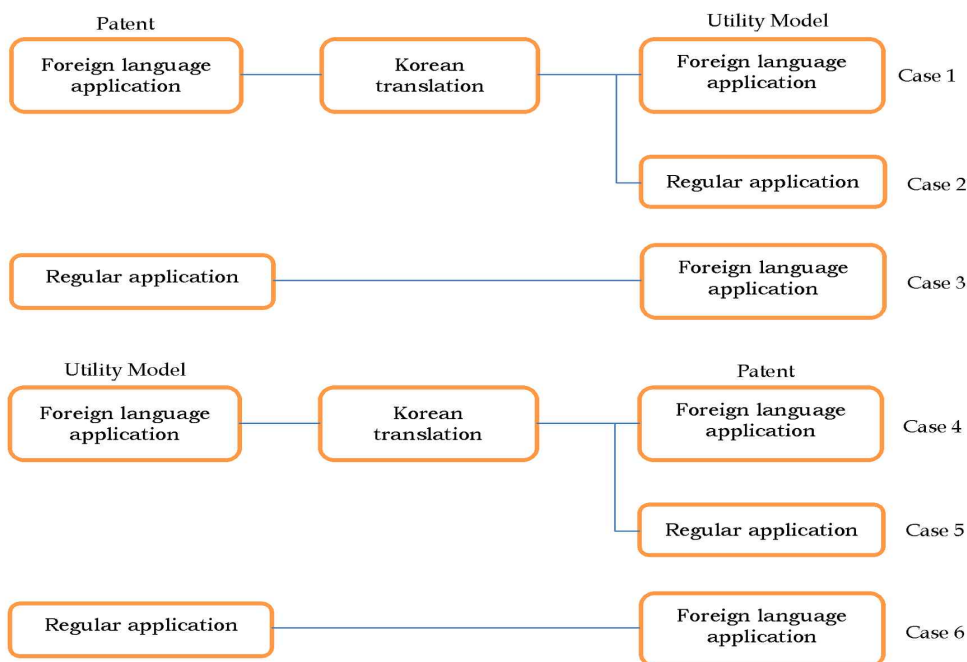 Patent
Utility Model
Foreign language
application
Korean
translation
Foreign language
application
Case 1
Regular application
Case 2
Regular application
Foreign language
application
Case 3
Utility Model
Patent
Foreign language
application
Korean
translation
Foreign language
application
Case 4
Regular application
Case 5
Regular application
Foreign language
application
Case 6